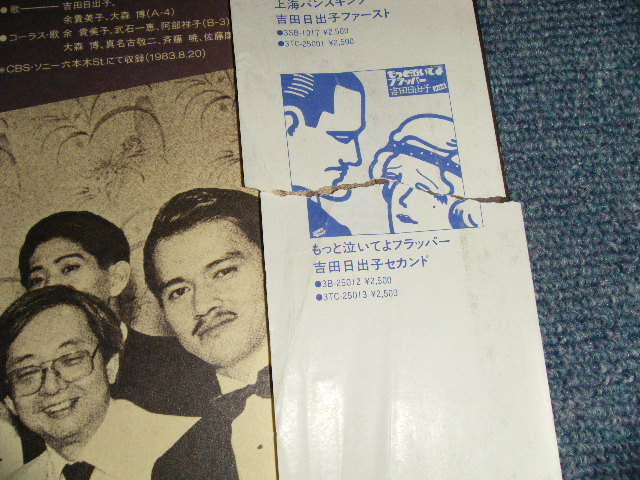 ●歌―― 吉田日出子、
余貴美子、大森 博(A-4)
●コーラス・歌 余 貴美子、武石一恵、阿部祥子(B-3)
大森 博、真名古敬二、斉藤 暁、佐藤
*CBS・ソニー六本木St.にて収録(1983.8.20)
上海バンスキング
吉田日出子ファースト
●3SB-1017 ¥2,500
●3TC-25001 ¥2,500
もっと泣いてよ
フラッパー
吉田日出子
もっと泣いてよフラッパー
吉田日出子セカンド
●3B-25012 ¥2,500
●3TC-25013 ¥2,500